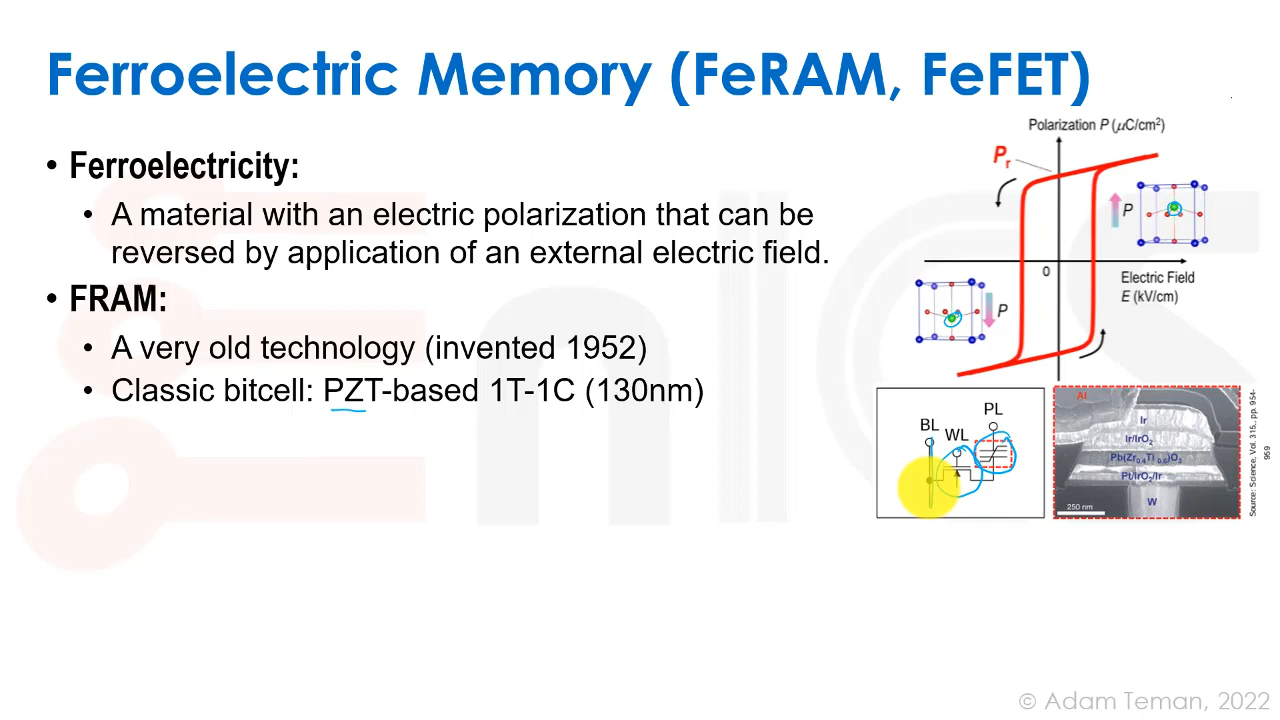 Ferroelectric Memory (FeRAM, FeFET)
• Ferroelectricity:
• A material with an electric polarization that can be
reversed by application of an external electric field.
• FRAM:
• A very old technology (invented 1952)
• Classic bitcell: PZT-based 1T-1C (130nm)
Polarization P (μC/cm²)
Pr
P
0
Electric Field
E (kV/cm)
P
PL
BL
WL
Al
Ir
Ir/IrO₂
Pb(Zr₀.₄Ti₀.₆)O₃
Pt/IrO₂/Ir
W
250 nm
Source: Science, Vol. 315,, pp. 954-
959
nics
© Adam Teman, 2022